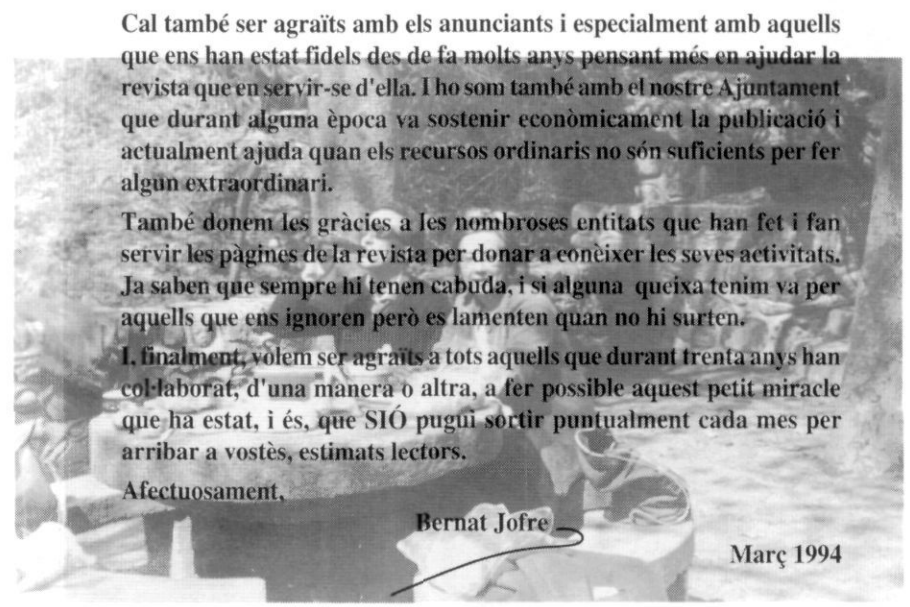 Cal també ser agraïts amb els anunciants i especialment amb aquells
que ens han estat fidels des de fa molts anys pensant més en ajudar la
revista que en servir-se d'ella. I ho som també amb el nostre Ajuntament
que durant alguna època va sostenir econòmicament la publicació i
actualment ajuda quan els recursos ordinaris no són suficients per fer
algun extraordinari.
També donem les gràcies a les nombroses entitats que han fet i fan
servir les pàgines de la revista per donar a conèixer les seves activitats.
Ja saben que sempre hi tenen cabuda, i si alguna queixa tenim va per
aquells que ens ignoren però es lamenten quan no hi surten.
I, finalment, volem ser agraïts a tots aquells que durant trenta anys han
col·laborat, d'una manera o altra, a fer possible aquest petit miracle
que ha estat, i és, que SIÓ pugui sortir puntualment cada mes per
arribar a vostès, estimats lectors.
Afectuosament,
Bernat Jofre
Març 1994